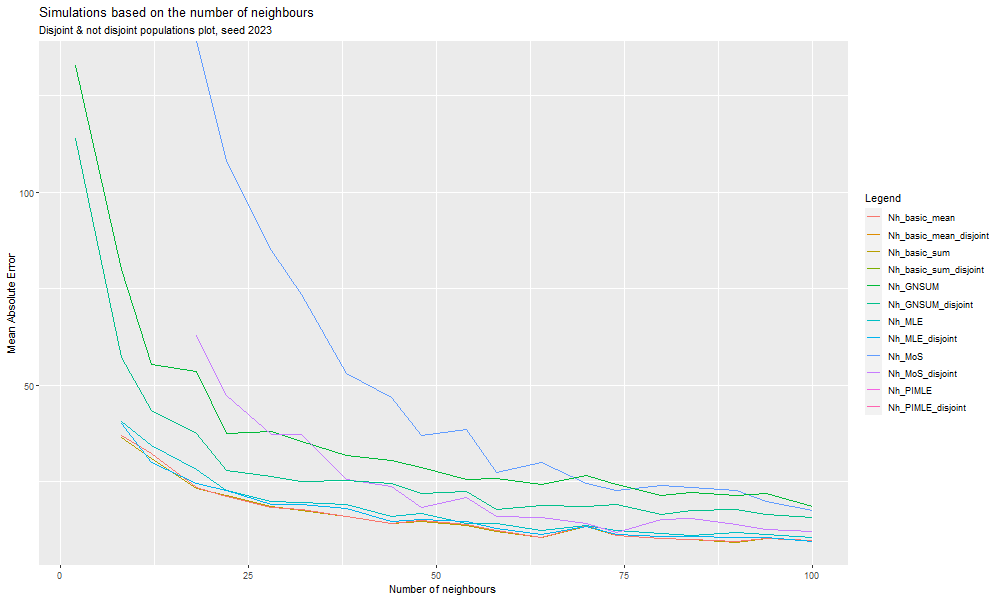 Simulations based on the number of neighbours
Disjoint & not disjoint populations plot, seed 2023
Mean Absolute Error
100
50
0
25
50
75
100
Number of neighbours
Legend
Nh_basic_mean
Nh_basic_mean_disjoint
Nh_basic_sum
Nh_basic_sum_disjoint
Nh_GNSUM
Nh_GNSUM_disjoint
Nh_MLE
Nh_MLE_disjoint
Nh_MoS
Nh_MoS_disjoint
Nh_PIMLE
Nh_PIMLE_disjoint